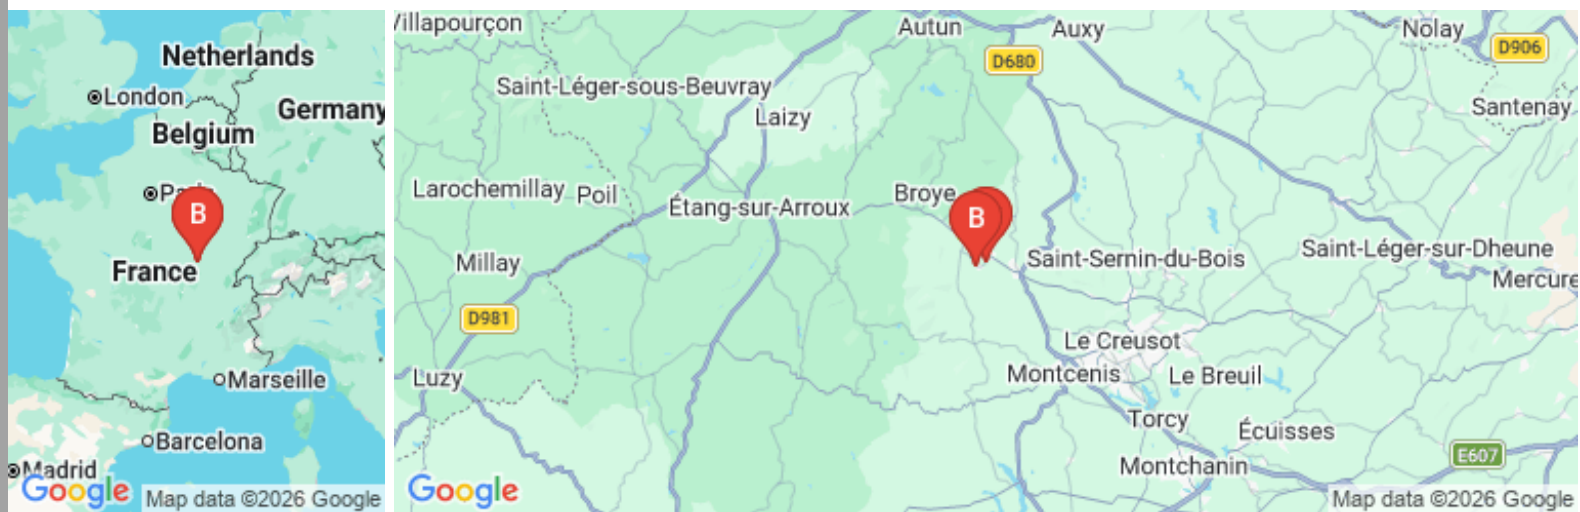 Netherlands
London
Germany
Belgium
Paris
B
France
Marseille
Barcelona
Madrid
Google
Map data ©2026 Google
Villapourçon
Autun
Auxy
Nolay
D906
D680
Saint-Léger-sous-Beuvray
Laizy
Santenay
Larochemillay
Poil
Broye
Étang-sur-Arroux
B
Millay
Saint-Sernin-du-Bois
Saint-Léger-sur-Dheune
Mercure
D981
Le Creusot
Luzy
Montcenis
Le Breuil
Torcy
Écuisses
Montchanin
E607
Google
Map data ©2026 Google